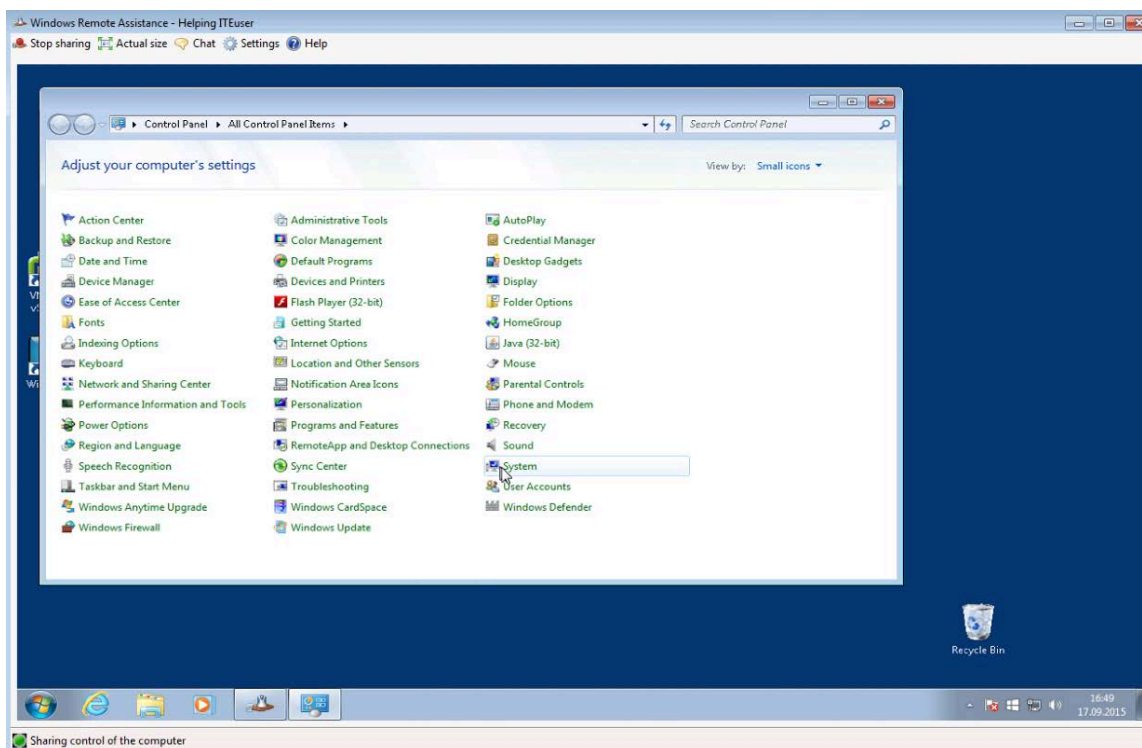 Windows Remote Assistance - Helping ITEuser
Stop sharing Actual size Chat Settings Help
Control Panel All Control Panel Items Search Control Panel
Adjust your computer's settings View by: Small icons
Action Center Administrative Tools AutoPlay
Backup and Restore Color Management Credential Manager
Date and Time Default Programs Desktop Gadgets
Device Manager Devices and Printers Display
Ease of Access Center Flash Player (32-bit) Folder Options
Fonts Getting Started HomeGroup
Indexing Options Internet Options Java (32-bit)
Keyboard Location and Other Sensors Mouse
Network and Sharing Center Notification Area Icons Parental Controls
Performance Information and Tools Personalization Phone and Modem
Power Options Programs and Features Recovery
Region and Language RemoteApp and Desktop Connections Sound
Speech Recognition Sync Center System
Taskbar and Start Menu Troubleshooting User Accounts
Windows Anytime Upgrade Windows CardSpace Windows Defender
Windows Firewall Windows Update
Recycle Bin
16:49
17.09.2015
Sharing control of the computer